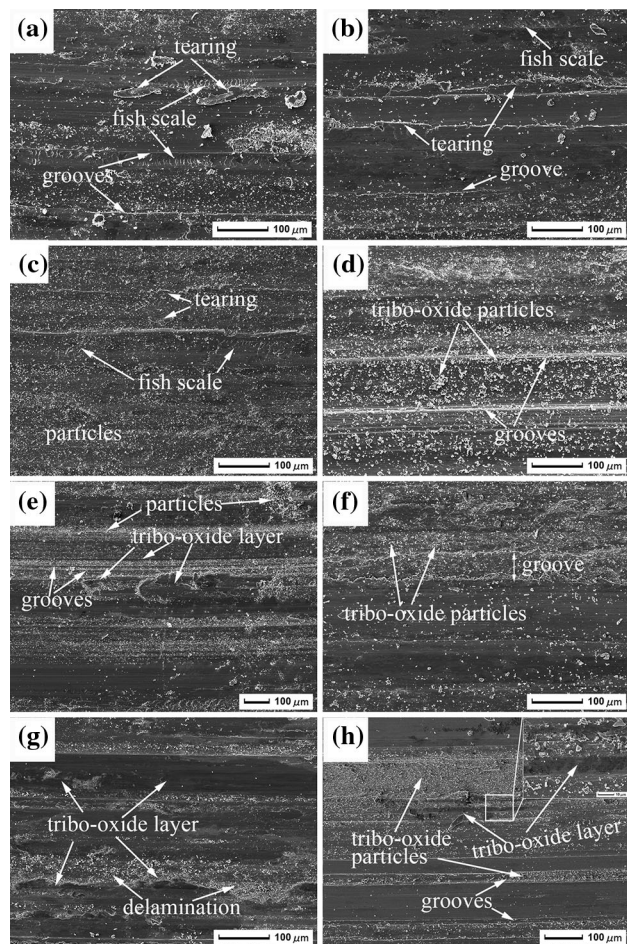 (a)
tearing
fish scale
grooves
100 μm
(b)
fish scale
tearing
groove
100 μm
(c)
tearing
fish scale
particles
100 μm
(d)
tribo-oxide particles
grooves
100 μm
(e)
particles
tribo-oxide layer
grooves
100 μm
(f)
groove
tribo-oxide particles
100 μm
(g)
tribo-oxide layer
delamination
100 μm
(h)
tribo-oxide
particles
tribo-oxide layer
grooves
100 μm